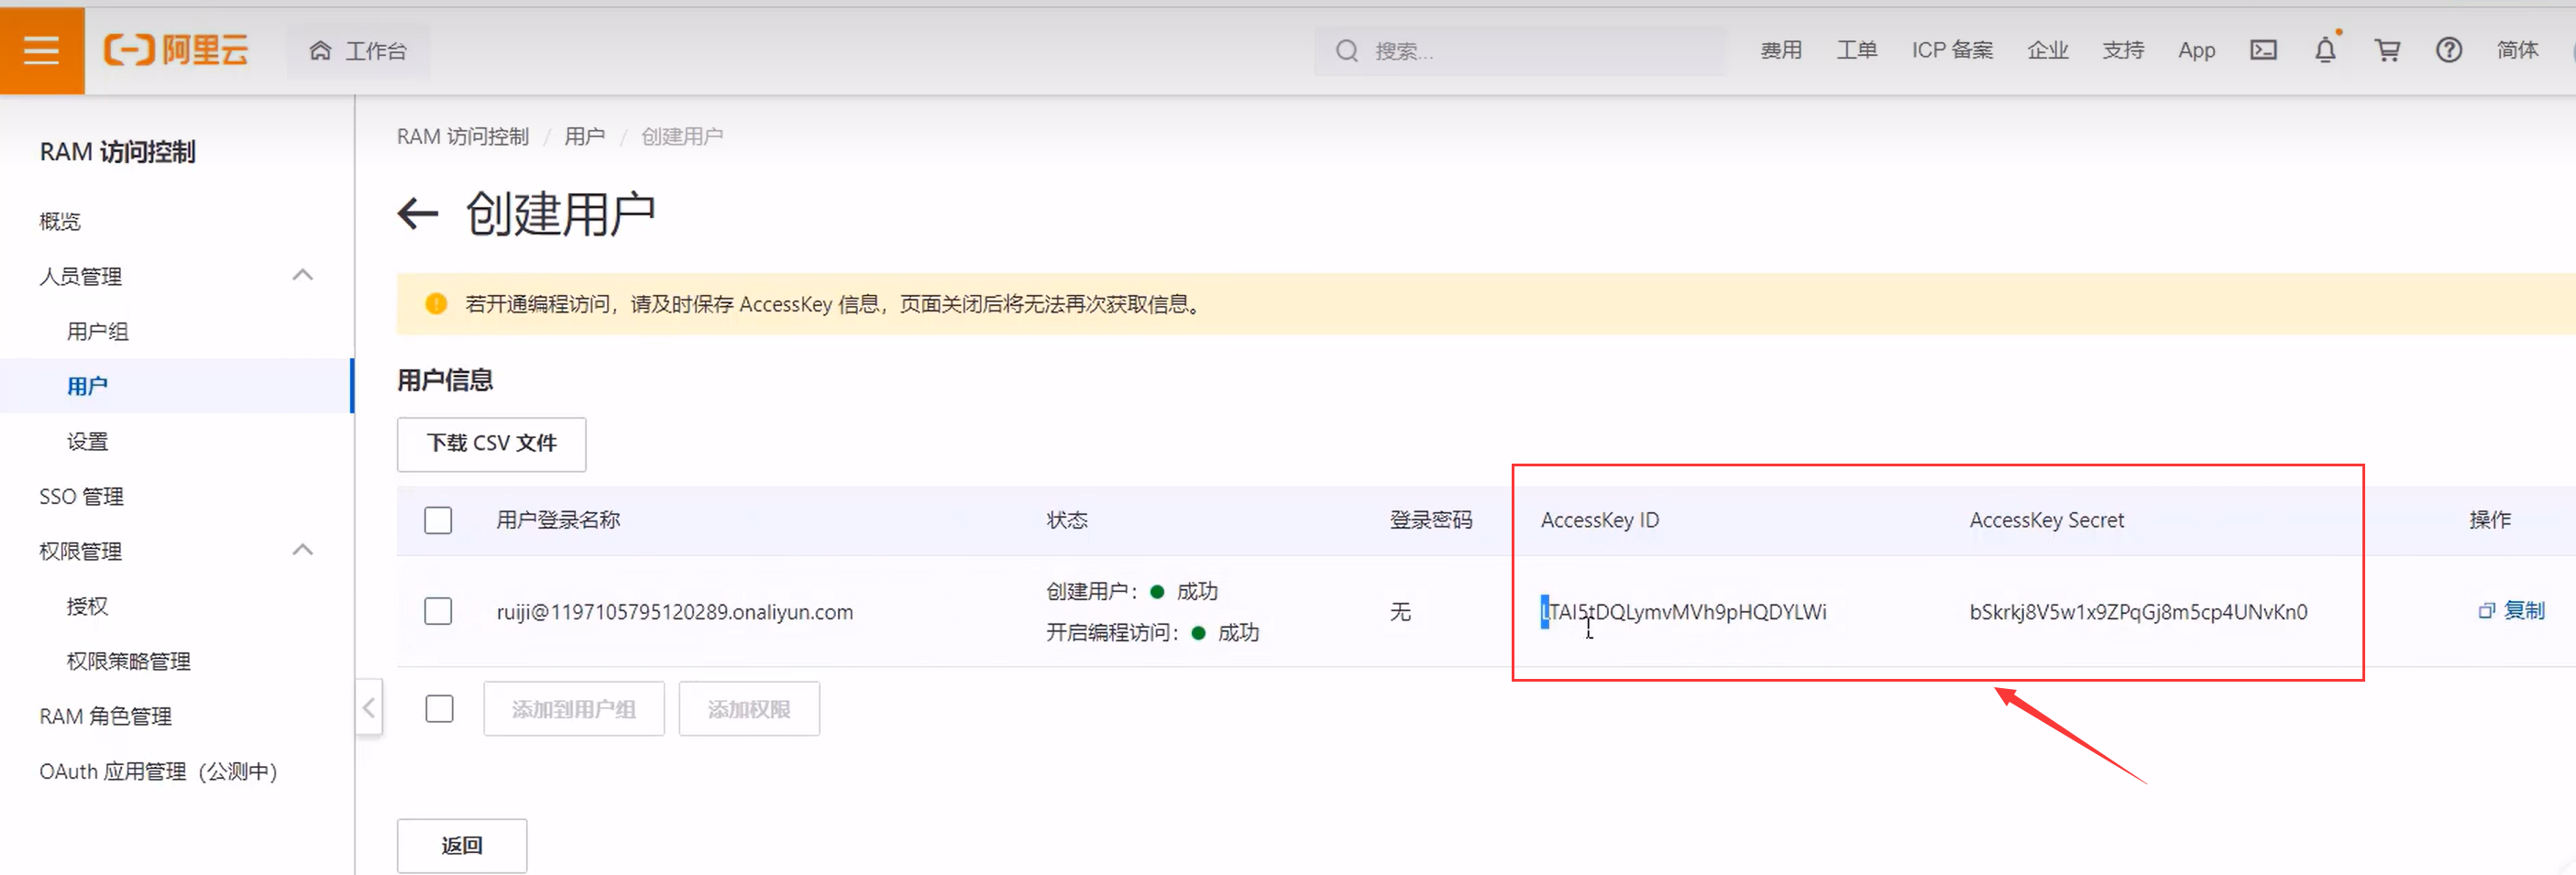 阿里云
工作台
搜索...
费用
工单
ICP 备案
企业
支持
App
简体
RAM 访问控制
概览
人员管理
用户组
用户
设置
SSO 管理
权限管理
授权
权限策略管理
RAM 角色管理
OAuth 应用管理（公测中）
RAM 访问控制 / 用户 / 创建用户
创建用户
若开通编程访问，请及时保存 AccessKey 信息，页面关闭后将无法再次获取信息。
用户信息
下载 CSV 文件
用户登录名称 状态 登录密码 AccessKey ID AccessKey Secret 操作
ruiji@1197105795120289.onaliyun.com
创建用户： 成功
开启编程访问： 成功
无
LTAI5tDQLymvMVh9pHQDYLWi
bSkrkj8V5w1x9ZPqGj8m5cp4UNvKn0
复制
添加到用户组
添加权限
返回